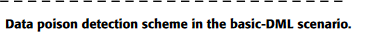 Data poison detection scheme in the basic-DML scenario.